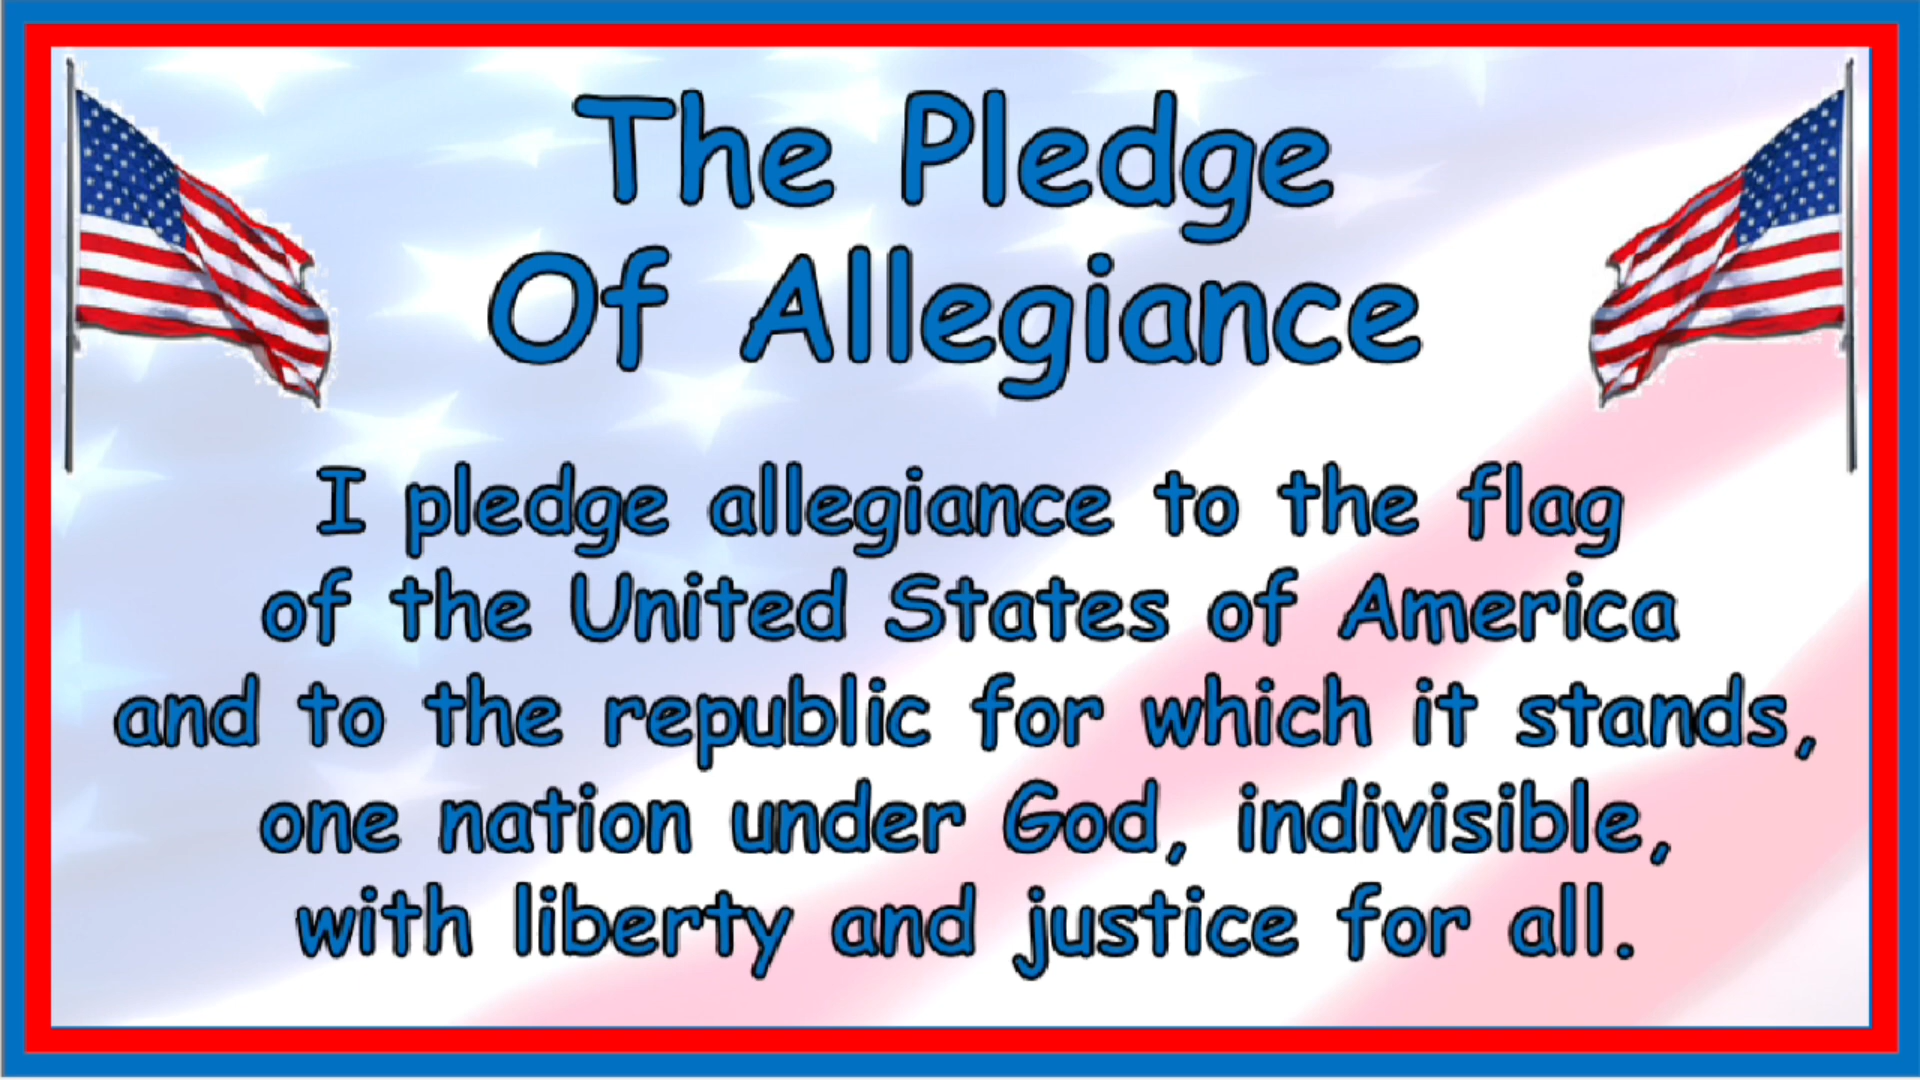 The Pledge
Of Allegiance
I pledge allegiance to the flag
of the United States of America
and to the republic for which it stands,
one nation under God, indivisible,
with liberty and justice for all.